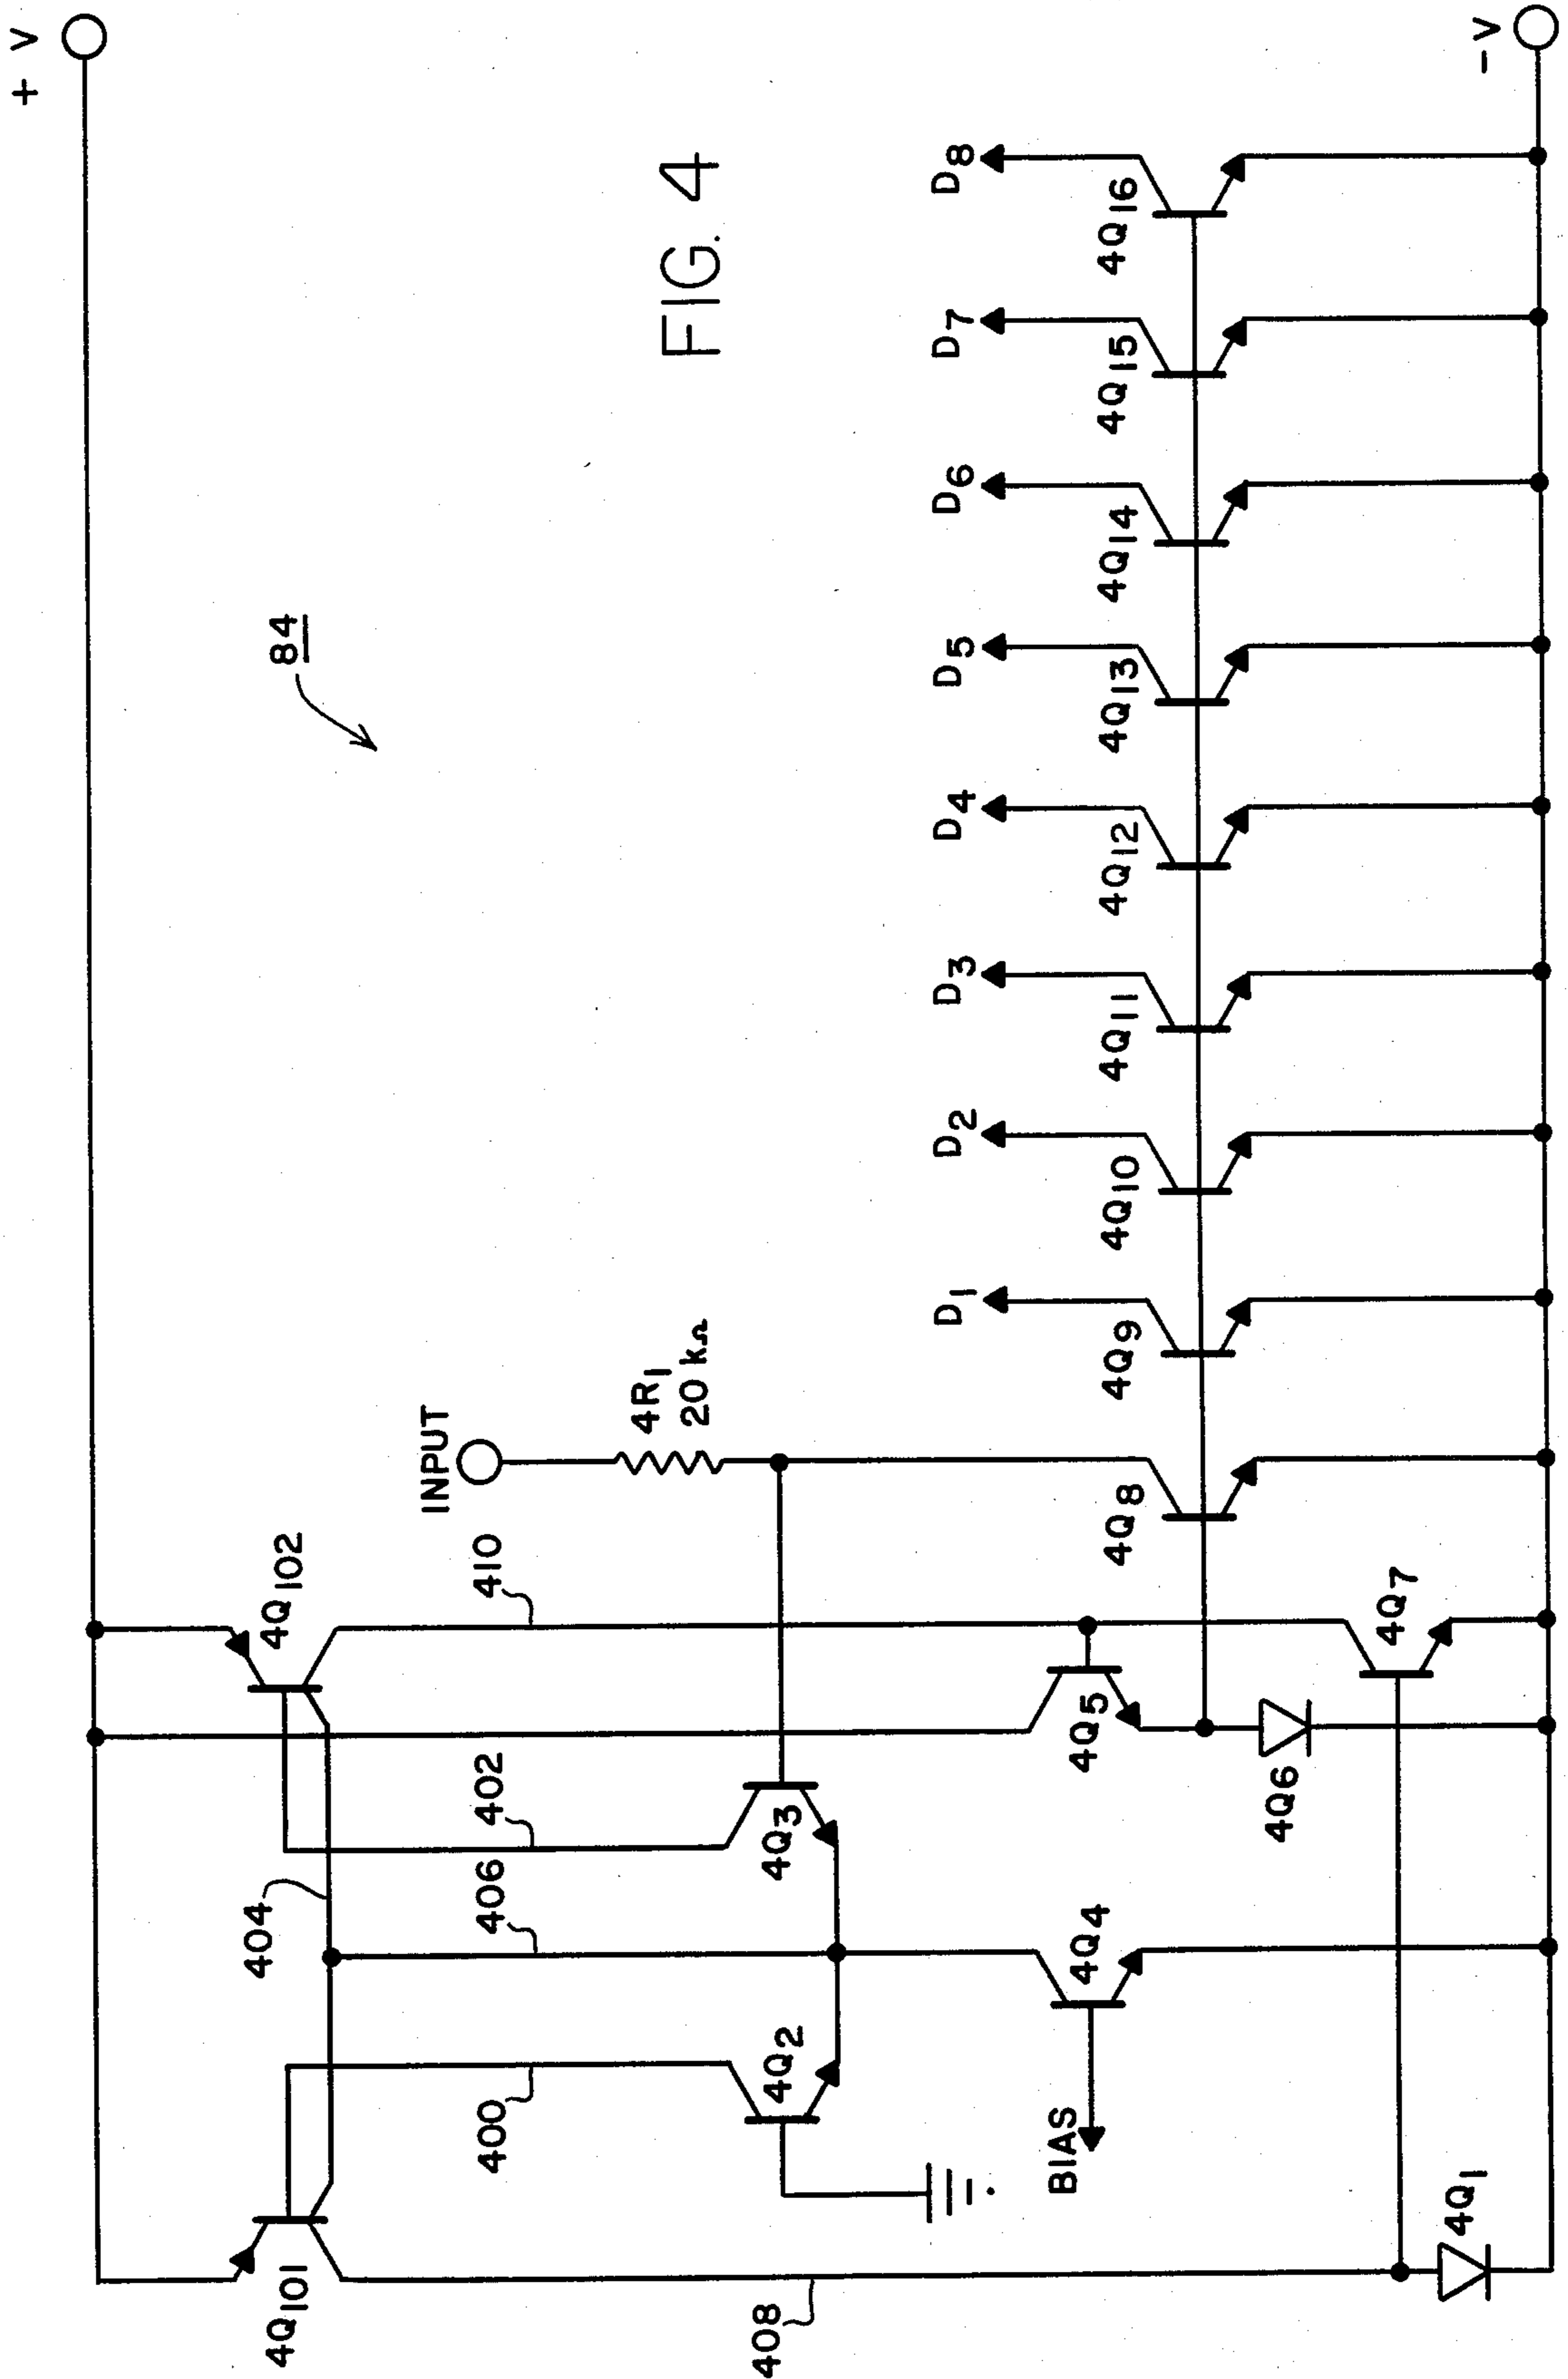 + V
4Q101
4Q102
404
84
INPUT
4R1
20 kΩ
FIG. 4
400
406
402
410
408
4Q2
4Q3
D1
D2
D3
D4
D5
D6
D7
D8
BIAS
4Q4
4Q5
4Q8
4Q9
4Q10
4Q11
4Q12
4Q13
4Q14
4Q15
4Q16
4Q1
4Q6
4Q7
- V